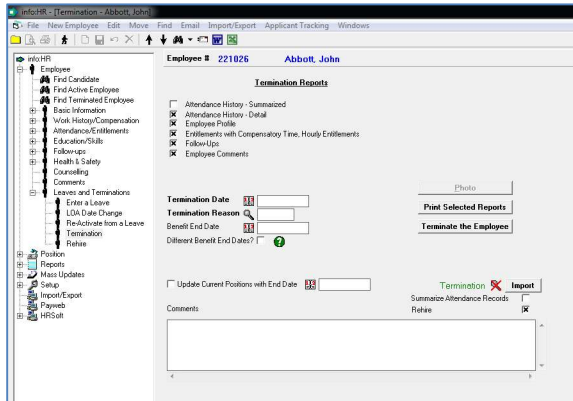 info:HR - [Termination - Abbott, John]
File New Employee Edit Move Find Email Import/Export Applicant Tracking Windows
info:HR
Employee
Find Candidate
Find Active Employee
Find Terminated Employee
Basic Information
Work History/Compensation
Attendance/Entitlements
Education/Skills
Follow-ups
Health & Safety
Counselling
Comments
Leaves and Terminations
Enter a Leave
LOA Date Change
Re-Activate from a Leave
Termination
Rehire
Position
Reports
Mass Updates
Setup
Import/Export
Payweb
HRSoft
Employee # 221026 Abbott, John
Termination Reports
Attendance History - Summarized
Attendance History - Detail
Employee Profile
Entitlements with Compensatory Time, Hourly Entitlements
Follow-Ups
Employee Comments
Photo
Termination Date
Print Selected Reports
Termination Reason
Benefit End Date
Terminate the Employee
Different Benefit End Dates?
Update Current Positions with End Date
Termination Import
Summarize Attendance Records
Comments
Rehire